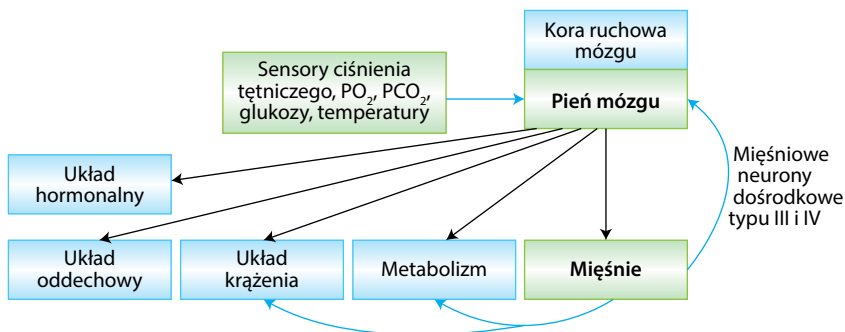 Kora ruchowa
mózgu
Sensory ciśnienia
tętniczego, PO2, PCO2,
glukozy, temperatury
Pień mózgu
Mięśniowe
neurony
dośrodkowe
typu III i IV
Układ
hormonalny
Układ
oddechowy
Układ
krążenia
Metabolizm
Mięśnie